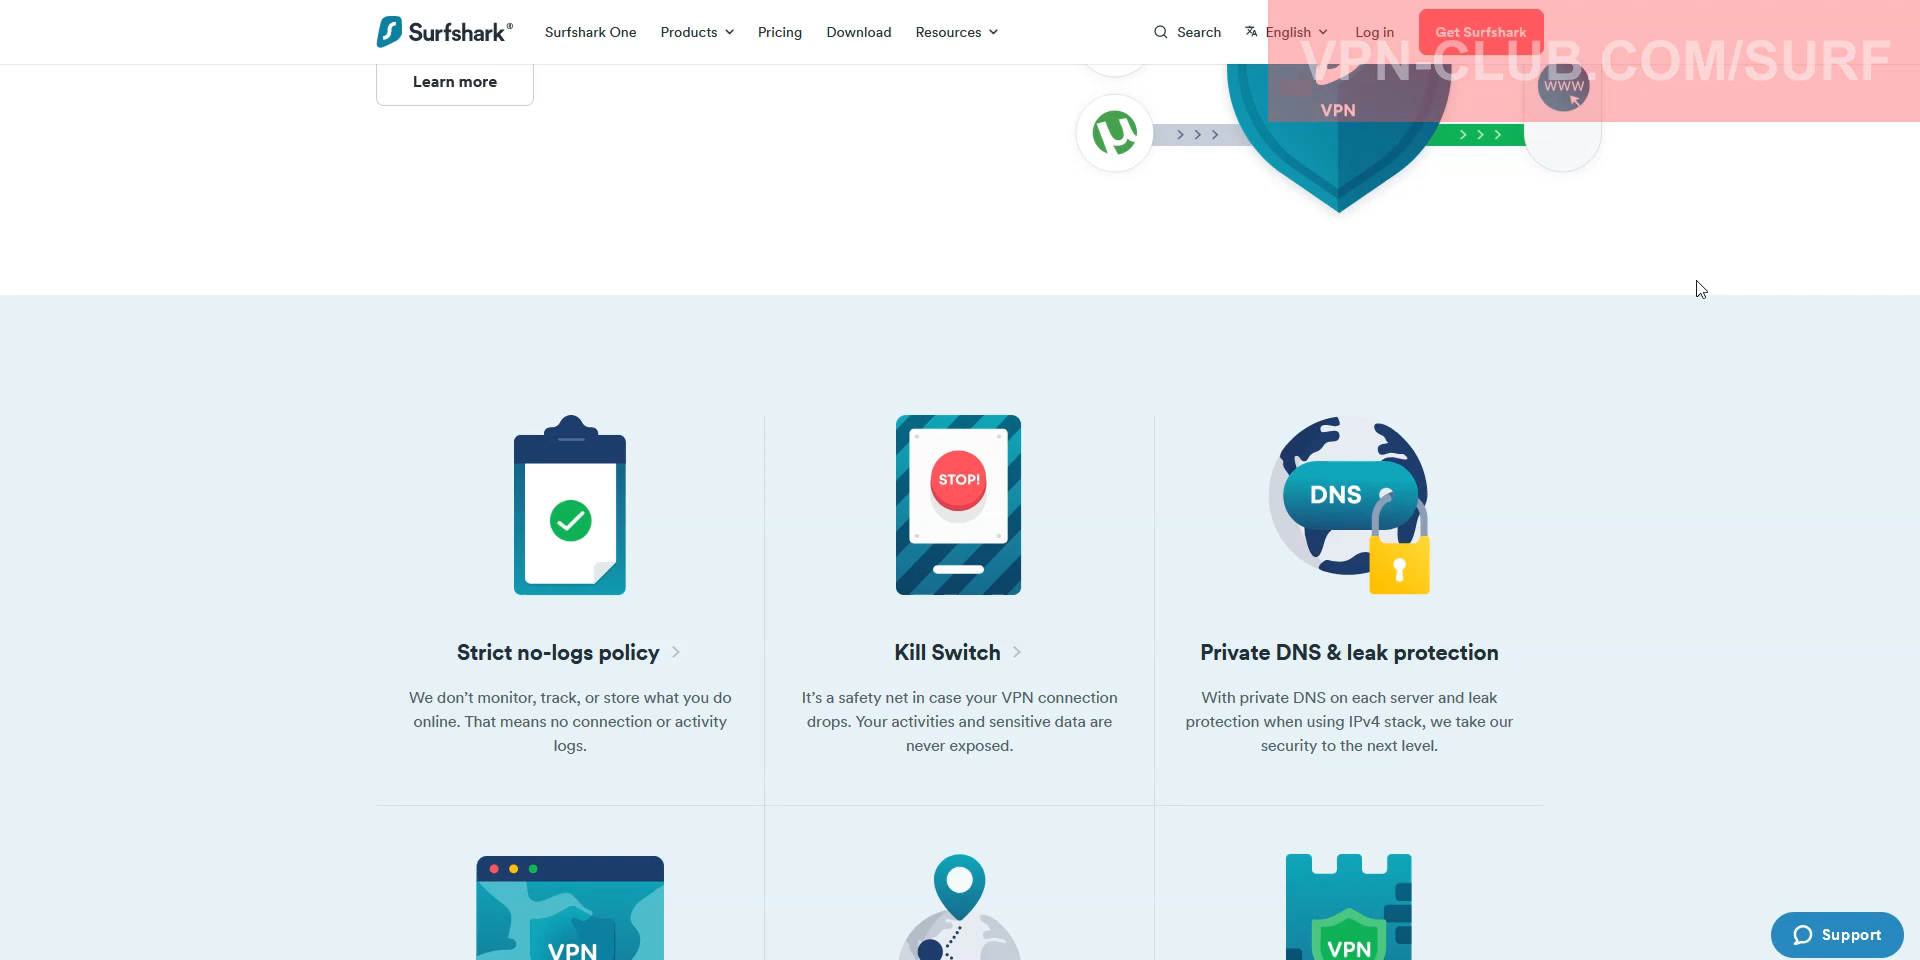 Surfshark®
Surfshark One
Products
Pricing
Download
Resources
Search
English
Log in
Get Surfshark
VPN-CLUB.COM/SURF
Learn more
WWW
VPN
µ
STOP!
DNS
Strict no-logs policy
We don’t monitor, track, or store what you do
online. That means no connection or activity
logs.
Kill Switch
It’s a safety net in case your VPN connection
drops. Your activities and sensitive data are
never exposed.
Private DNS & leak protection
With private DNS on each server and leak
protection when using IPv4 stack, we take our
security to the next level.
VPN
VPN
Support